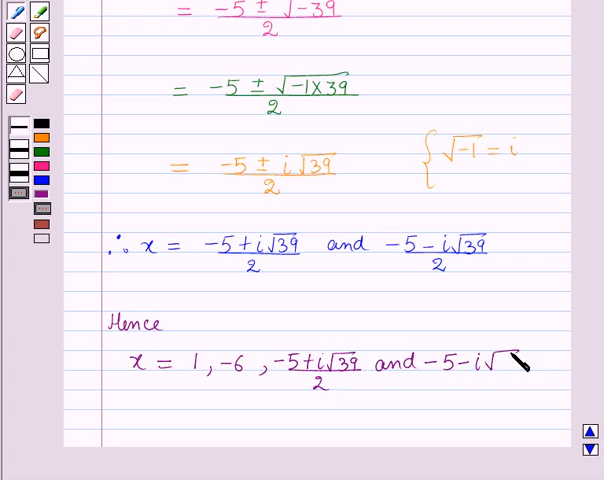 = (-5 ± √-39)/2
= (-5 ± √-1×39)/2
= (-5 ± i√39)/2 { √-1 = i
∴ x = (-5+i√39)/2 and (-5-i√39)/2
Hence
x = 1, -6, (-5+i√39)/2 and -5-i√